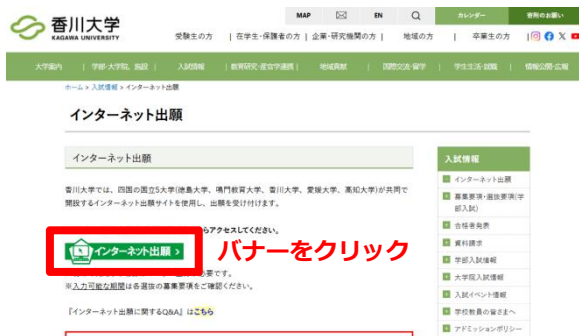 香川大学
KAGAWA UNIVERSITY
MAP EN カレンダー 寄附のお願い
受験生の方 | 在学生・保護者の方 | 企業・研究機関の方 | 地域の方 | 卒業生の方
大学案内 | 学部・大学院、施設 | 入試情報 | 教育研究・産官学連携 | 地域貢献 | 国際交流・留学 | 学生生活・就職 | 情報公開・広報
ホーム > 入試情報 > インターネット出願
インターネット出願
インターネット出願
香川大学では、四国の国立5大学(徳島大学、鳴門教育大学、香川大学、愛媛大学、高知大学)が共同で
開設するインターネット出願サイトを使用し、出願を受け付けます。
らアクセスしてください。
インターネット出願 >
バナーをクリック
必要です。
※入力可能な期間は各選抜の募集要項をご確認ください。
『インターネット出願に関するQ&A』はこちら
入試情報
インターネット出願
募集要項・選抜要項(学
部入試)
合格者発表
資料請求
学部入試情報
大学院入試情報
入試イベント情報
学校教員の皆さまへ
アドミッションポリシー